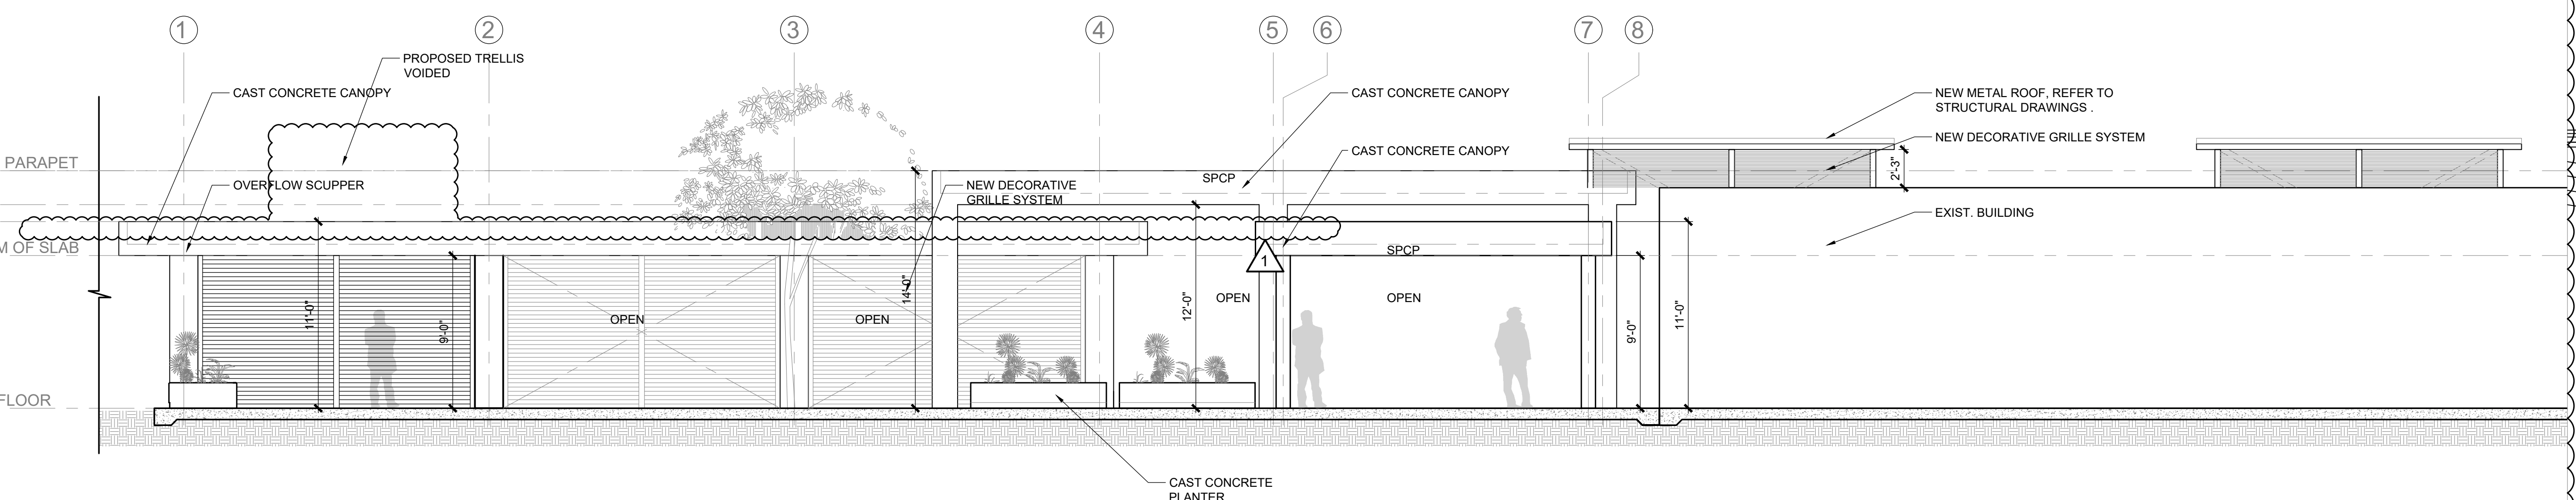 1
2
3
4
5
6
7
8
PROPOSED TRELLIS
VOIDED
CAST CONCRETE CANOPY
CAST CONCRETE CANOPY
NEW METAL ROOF, REFER TO
STRUCTURAL DRAWINGS .
NEW DECORATIVE GRILLE SYSTEM
CAST CONCRETE CANOPY
PARAPET
OVERFLOW SCUPPER
NEW DECORATIVE
GRILLE SYSTEM
SPCP
2'-3"
EXIST. BUILDING
OF SLAB
SPCP
1
14'-0"
OPEN
OPEN
12'-0"
11'-0"
11'-0"
OPEN
OPEN
9'-0"
9'-0"
FLOOR
CAST CONCRETE
PLANTER